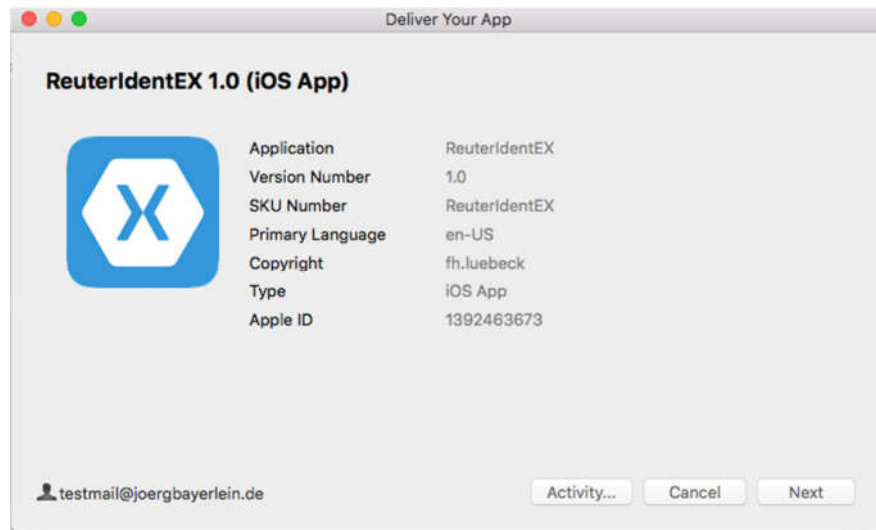 Deliver Your App
ReuterIdentEX 1.0 (iOS App)
Application ReuterIdentEX
Version Number 1.0
SKU Number ReuterIdentEX
Primary Language en-US
Copyright fh.luebeck
Type iOS App
Apple ID 1392463673
testmail@joergbayerlein.de Activity... Cancel Next